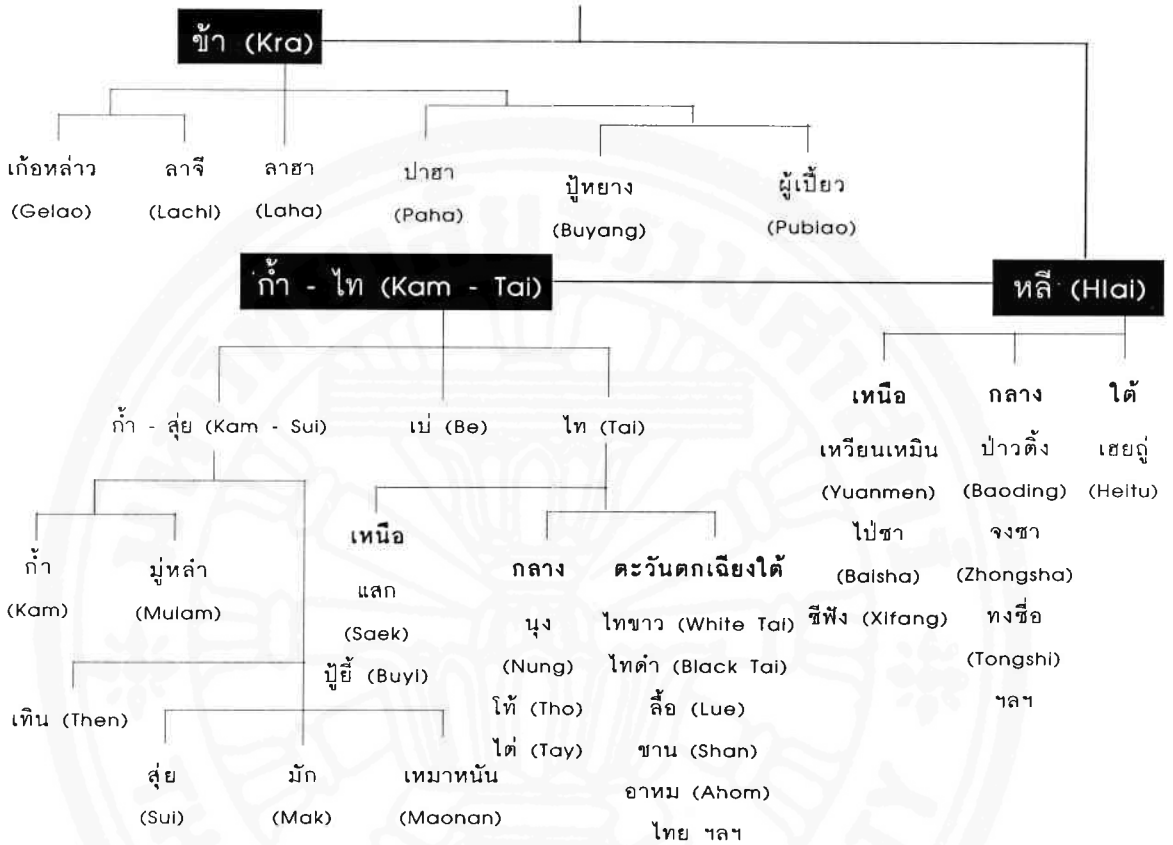 ข้า (Kra)
เก้อหล่าว
(Gelao)
ลาจี
(Lachi)
ลาฮา
(Laha)
ปาฮา
(Paha)
ปู้หยาง
(Buyang)
ผู้เปี้ยว
(Pubiao)
ก้ำ - ไท (Kam - Tai)
หลี (Hlai)
ก้ำ - สุ่ย (Kam - Sui)
เบ่ (Be)
ไท (Tai)
เหนือ
เหวียนเหมิน
(Yuanmen)
ไป่ซา
(Baisha)
ซีฟัง (Xifang)
กลาง
ป่าวติ้ง
(Baoding)
จงซา
(Zhongsha)
ทงซื่อ
(Tongshi)
ฯลฯ
ใต้
เฮยถู่
(Heitu)
ก้ำ
(Kam)
มู่หลำ
(Mulam)
เทิน (Then)
สุ่ย
(Sui)
มัก
(Mak)
เหมาหนัน
(Maonan)
เหนือ
แสก
(Saek)
ปู้ยี้ (Buyi)
กลาง
นุง
(Nung)
โท้ (Tho)
ไต่ (Tay)
ตะวันตกเฉียงใต้
ไทขาว (White Tai)
ไทดำ (Black Tai)
ลื้อ (Lue)
ชาน (Shan)
อาหม (Ahom)
ไทย ฯลฯ